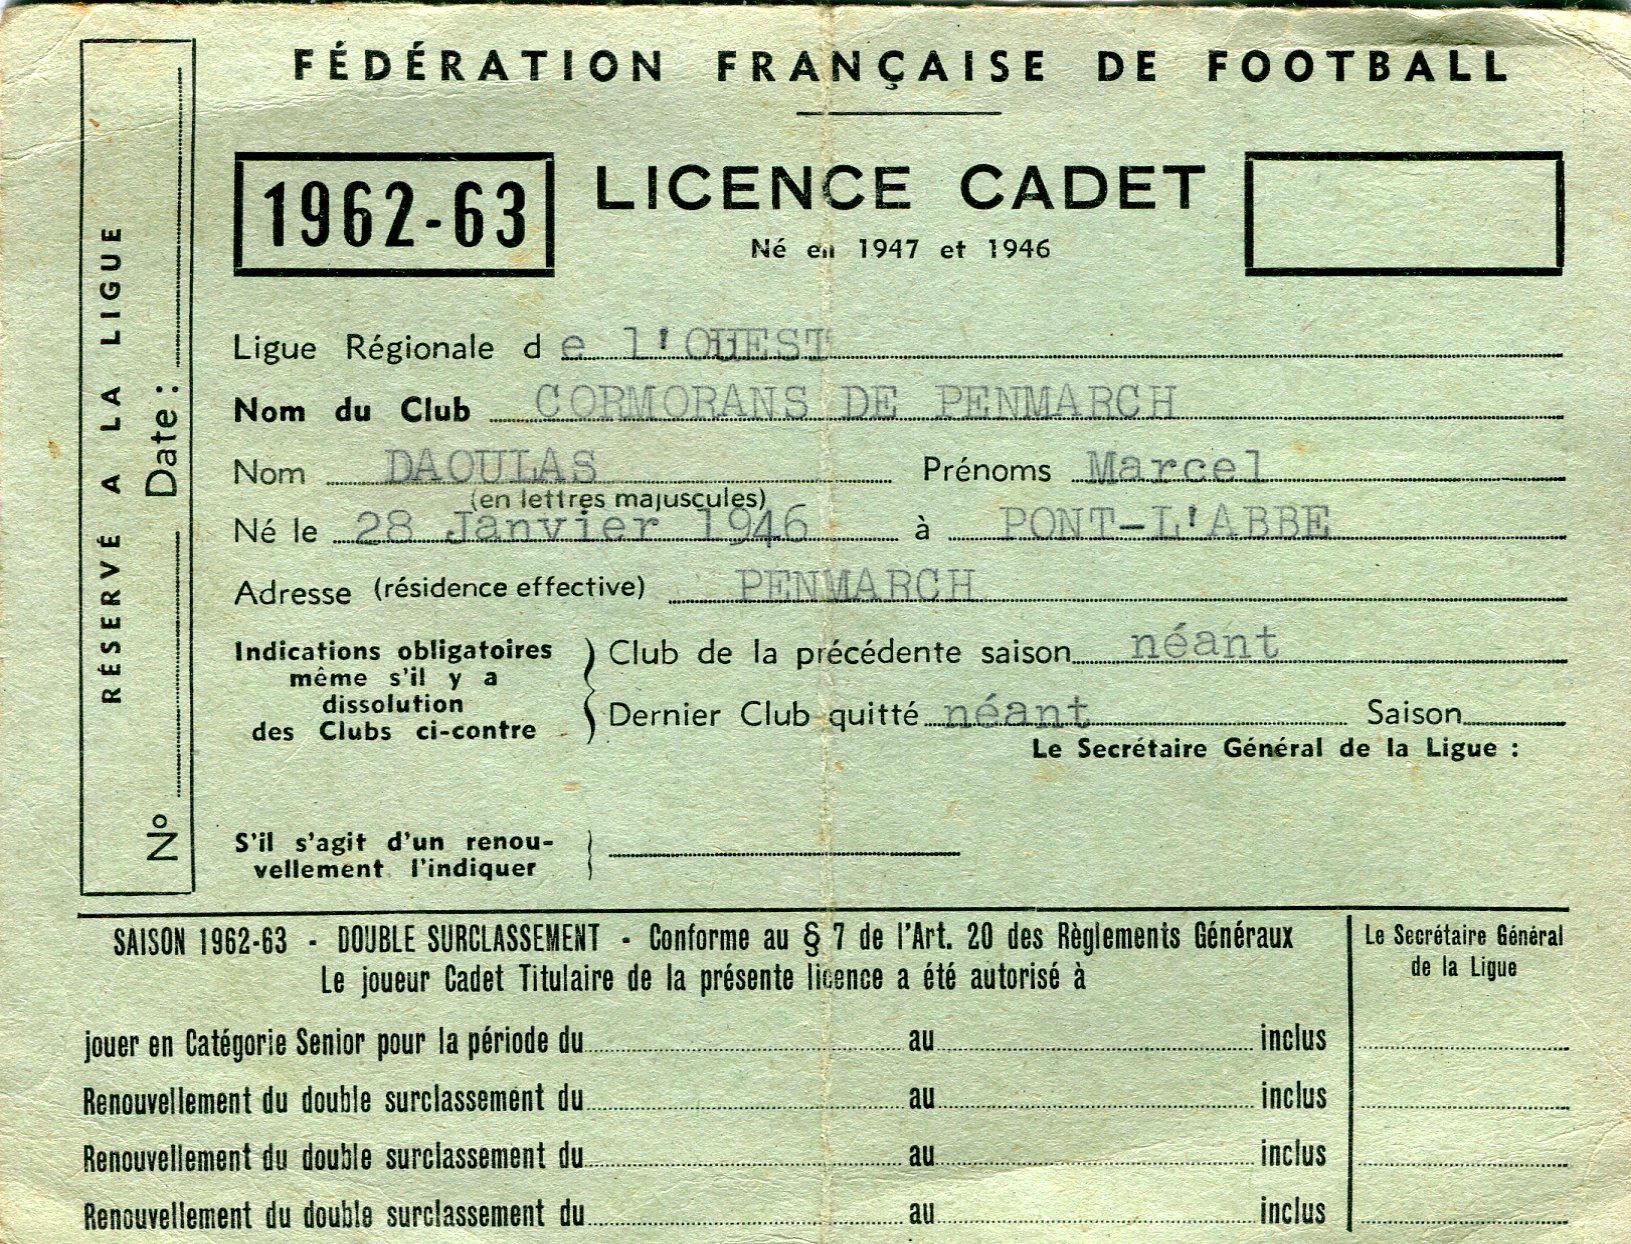 FÉDÉRATION FRANÇAISE DE FOOTBALL
1962-63
LICENCE CADET
Né en 1947 et 1946
RÉSERVÉ A LA LIGUE
N° Date :
Ligue Régionale d e l'OUEST
Nom du Club CORMORANS DE PENMARCH
Nom DAOULAS Prénoms Marcel
(en lettres majuscules)
Né le 28 Janvier 1946 à PONT-L'ABBE
Adresse (résidence effective) PENMARCH
Indications obligatoires
même s'il y a
dissolution
des Clubs ci-contre
Club de la précédente saison néant
Dernier Club quitté néant Saison
Le Secrétaire Général de la Ligue :
S'il s'agit d'un renou-
vellement l'indiquer
SAISON 1962-63 - DOUBLE SURCLASSEMENT - Conforme au § 7 de l'Art. 20 des Règlements Généraux
Le joueur Cadet Titulaire de la présente licence a été autorisé à
Le Secrétaire Général
de la Ligue
jouer en Catégorie Senior pour la période du au inclus
Renouvellement du double surclassement du au inclus
Renouvellement du double surclassement du au inclus
Renouvellement du double surclassement du au inclus